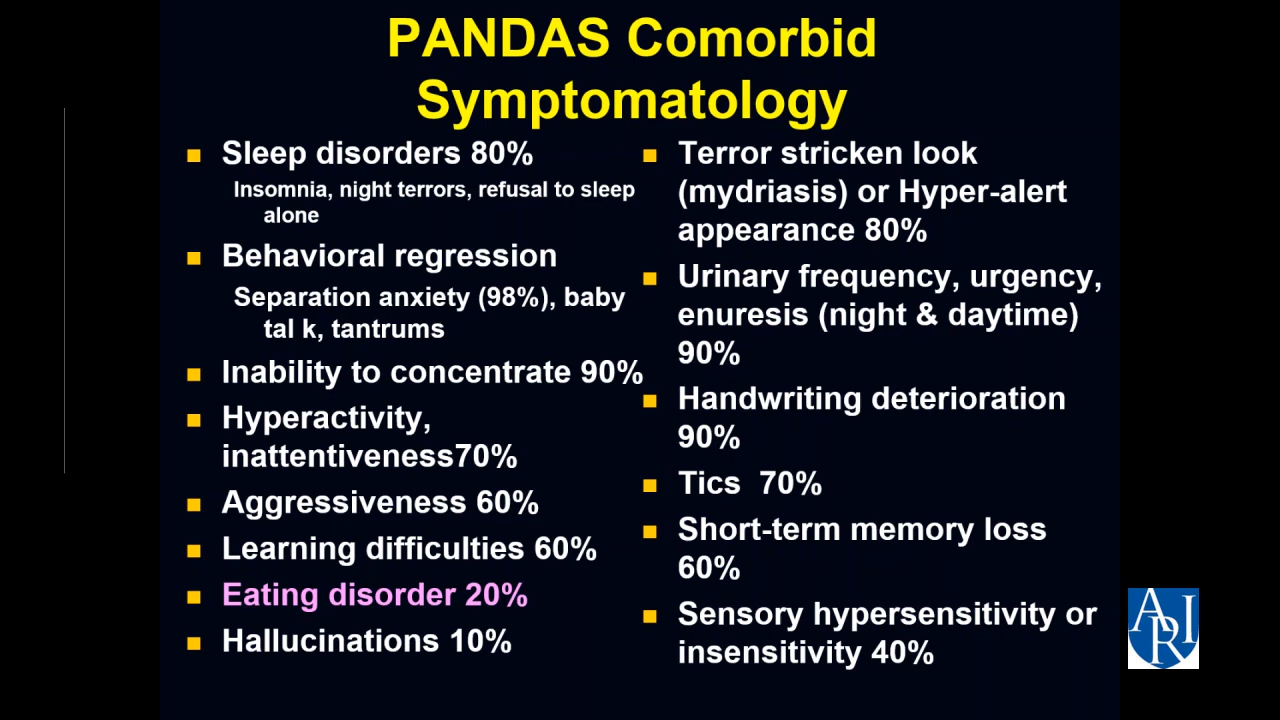 PANDAS Comorbid
Symptomatology
Sleep disorders 80%
Insomnia, night terrors, refusal to sleep
alone
Behavioral regression
Separation anxiety (98%), baby
tal k, tantrums
Inability to concentrate 90%
Hyperactivity,
inattentiveness70%
Aggressiveness 60%
Learning difficulties 60%
Eating disorder 20%
Hallucinations 10%
Terror stricken look
(mydriasis) or Hyper-alert
appearance 80%
Urinary frequency, urgency,
enuresis (night & daytime)
90%
Handwriting deterioration
90%
Tics 70%
Short-term memory loss
60%
Sensory hypersensitivity or
insensitivity 40%
ARI